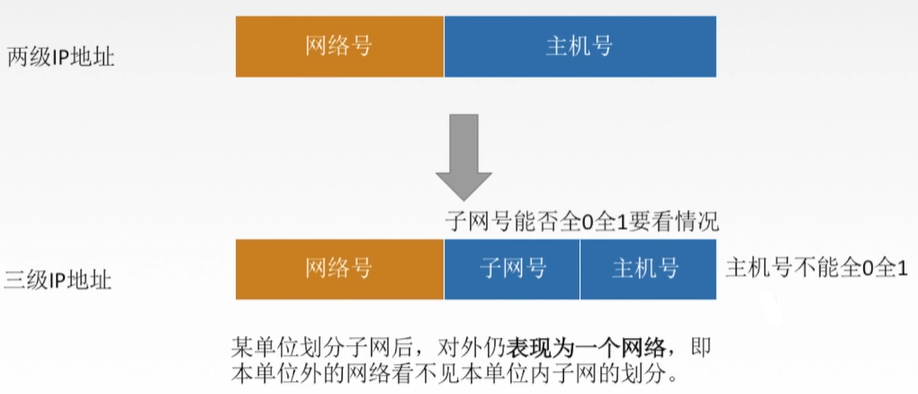 两级IP地址
网络号
主机号
子网号能否全0全1要看情况
三级IP地址
网络号
子网号
主机号
主机号不能全0全1
某单位划分子网后，对外仍表现为一个网络，即
本单位外的网络看不见本单位内子网的划分。